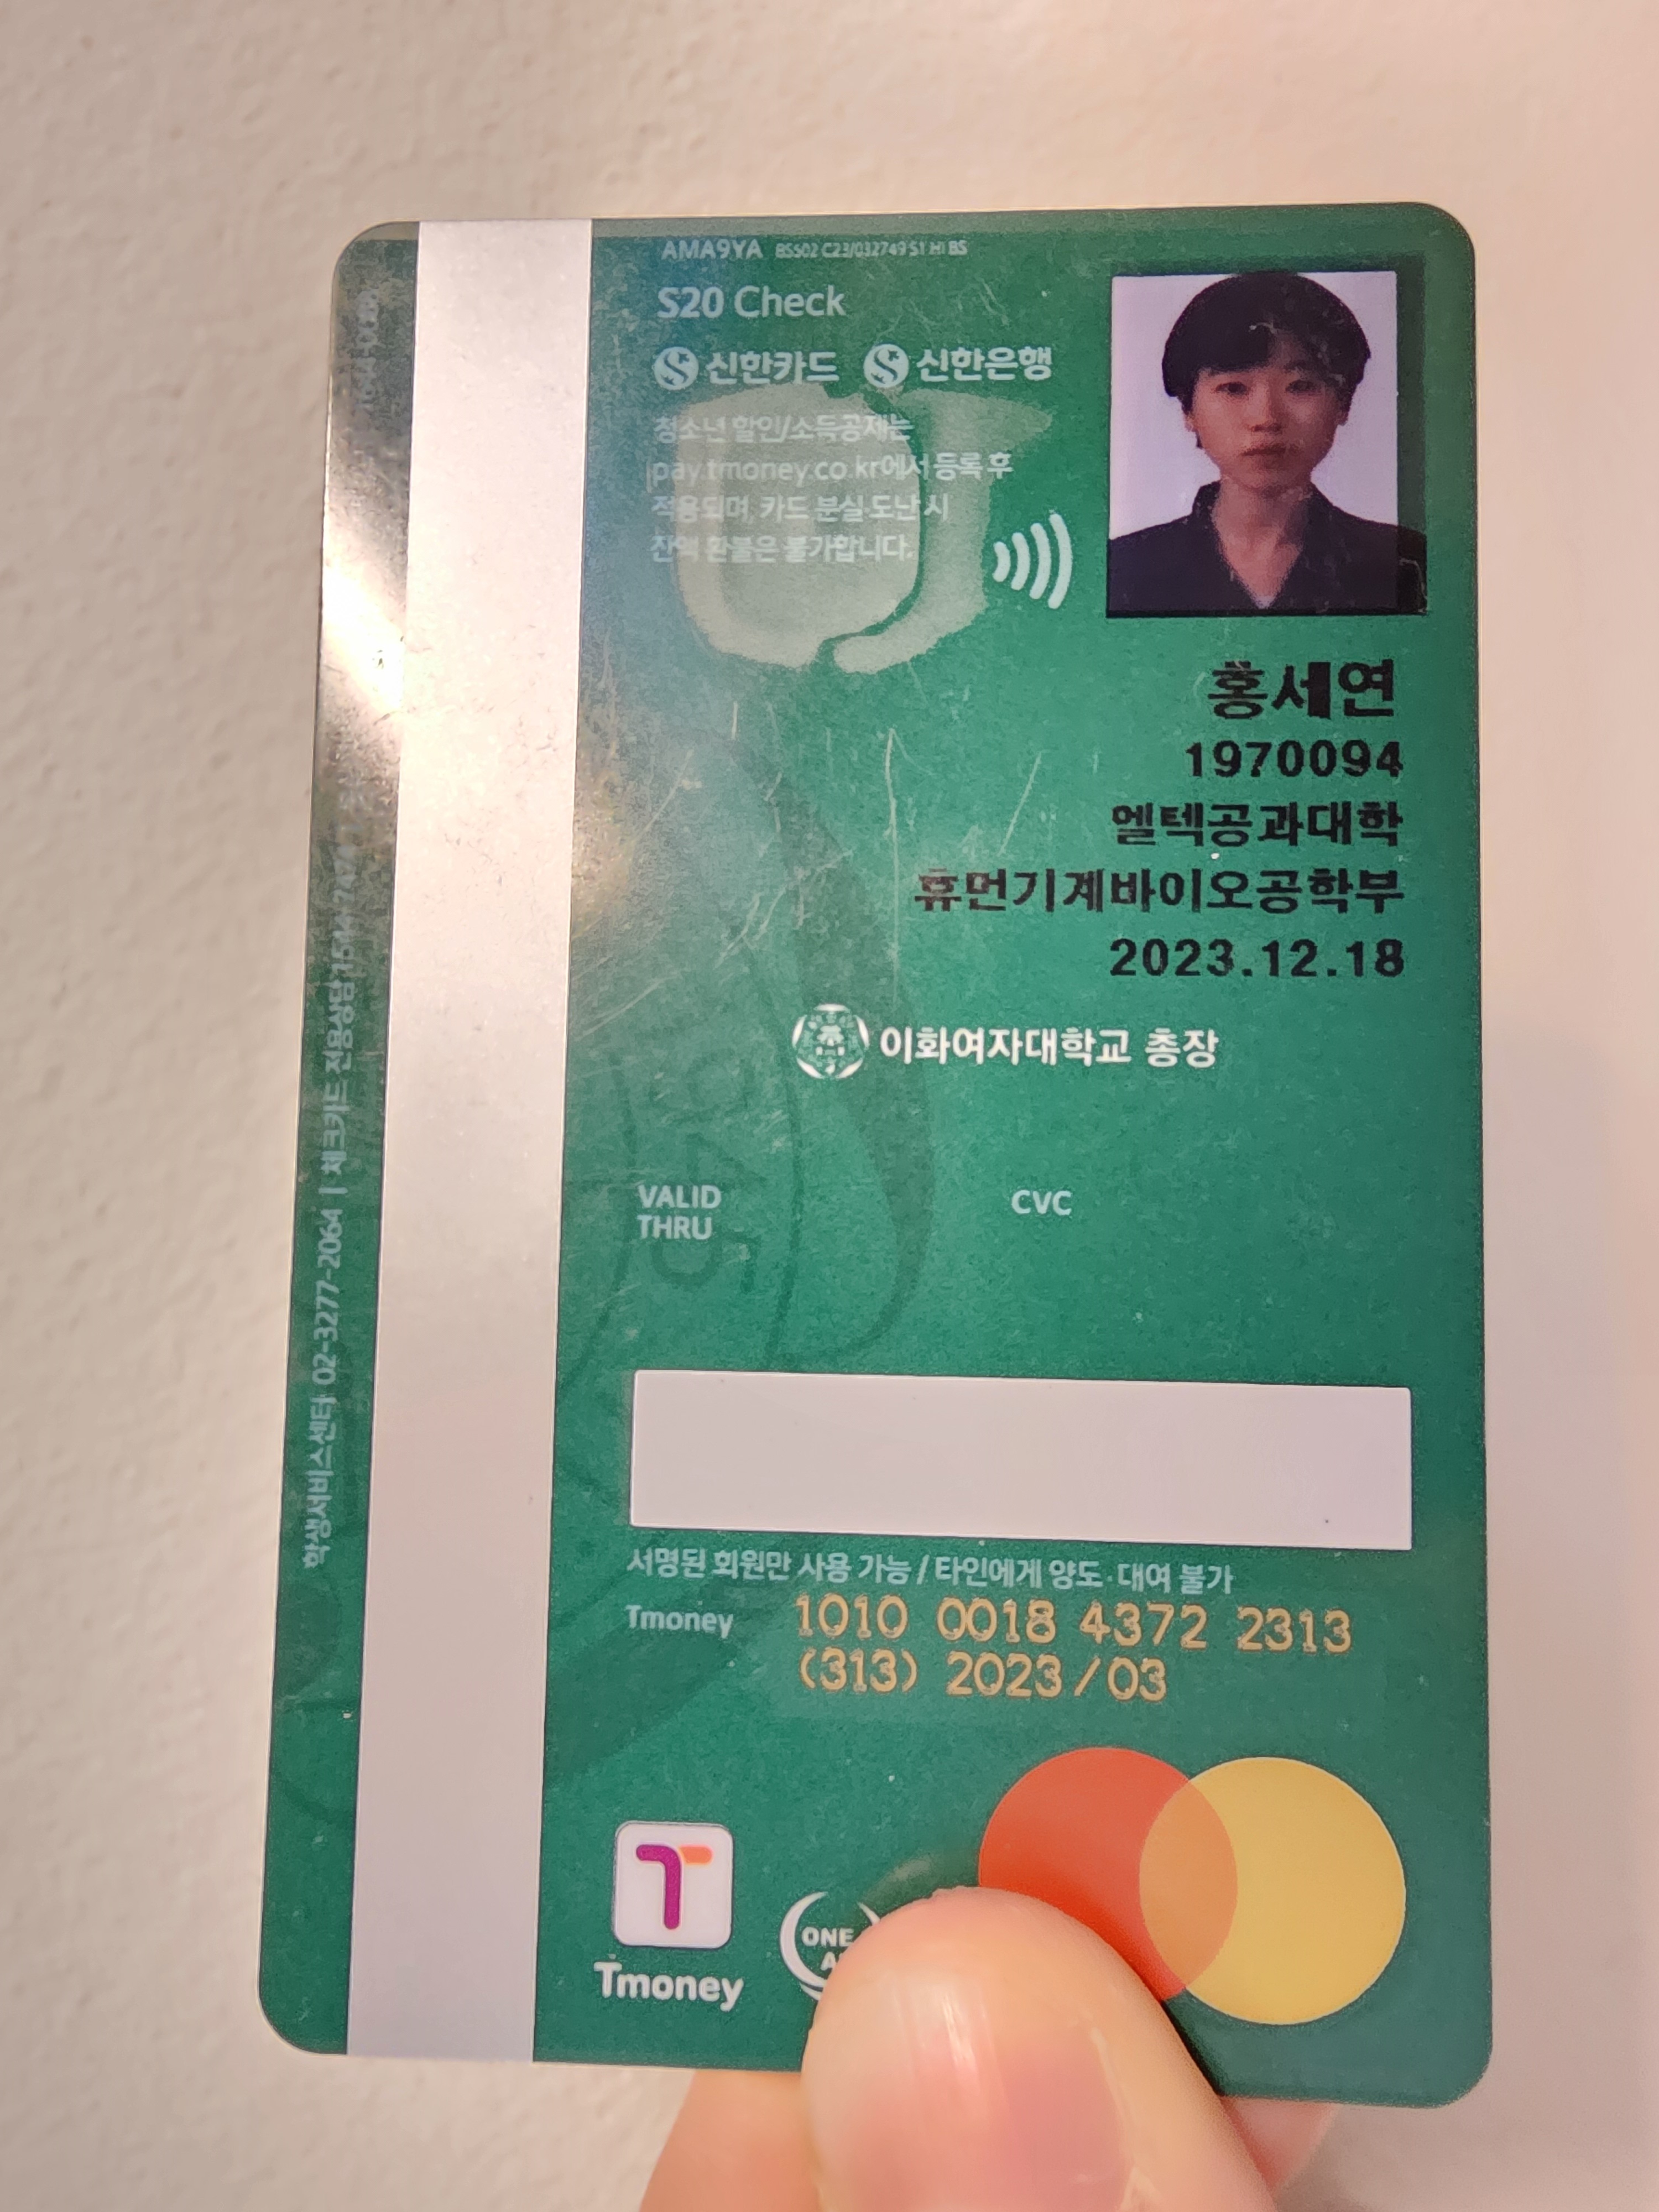 AMA9YA BSS02 C23/032749 S1 HI BS
S20 Check
신한카드 신한은행
청소년 할인/소득공제는
pay.tmoney.co.kr에서 등록 후
적용되며, 카드 분실·도난 시
잔액 환불은 불가합니다.
홍세연
1970094
엘텍공과대학
휴먼기계바이오공학부
2023.12.18
이화여자대학교 총장
VALID
THRU
CVC
서명된 회원만 사용 가능 / 타인에게 양도·대여 불가
Tmoney 1010 0018 4372 2313
(313) 2023/03
Tmoney
ONE
학생서비스센터 02-3277-2064 | 체크카드 전용상담